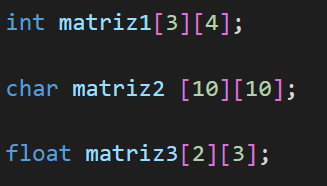 int matriz1[3][4];
char matriz2 [10][10];
float matriz3[2][3];